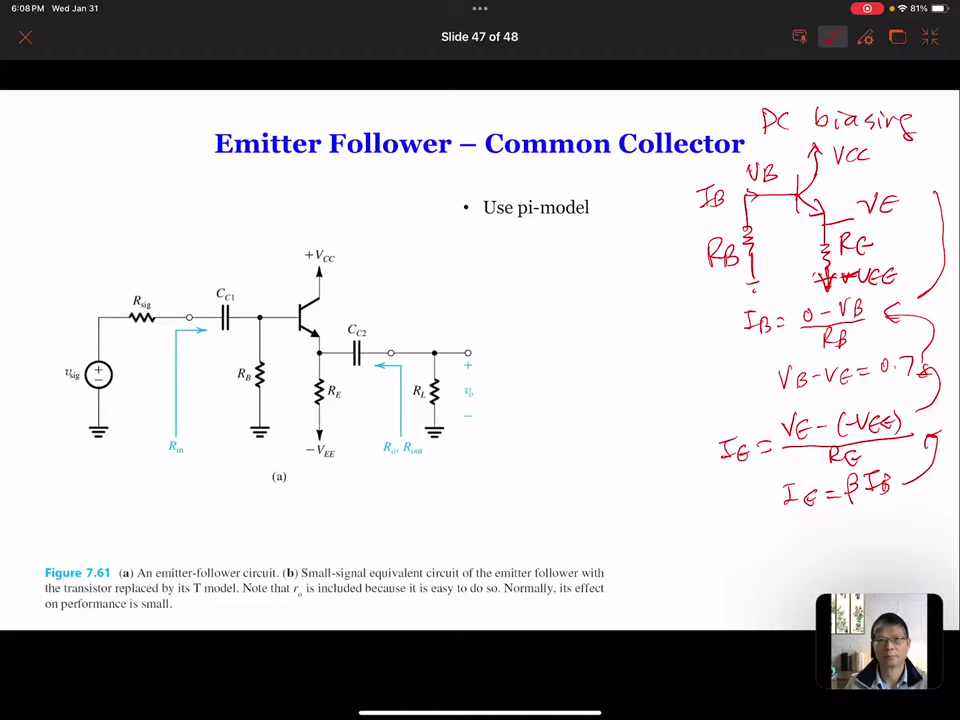 6:08 PM Wed Jan 31
81%
Slide 47 of 48
Emitter Follower – Common Collector
• Use pi-model
+VCC
Rsig
CC1
CC2
vsig
RB
RE
RL
+
vo
−
Rin
−VEE
Ro, Rout
(a)
Figure 7.61 (a) An emitter-follower circuit. (b) Small-signal equivalent circuit of the emitter follower with
the transistor replaced by its T model. Note that ro is included because it is easy to do so. Normally, its effect
on performance is small.
DC biasing
VCC
VB
IB
VE
RB
RE
-VEE
IB = 0-VB / RB
VB-VE = 0.7
IE = VE-(-VEE) / RE
IE = βIB